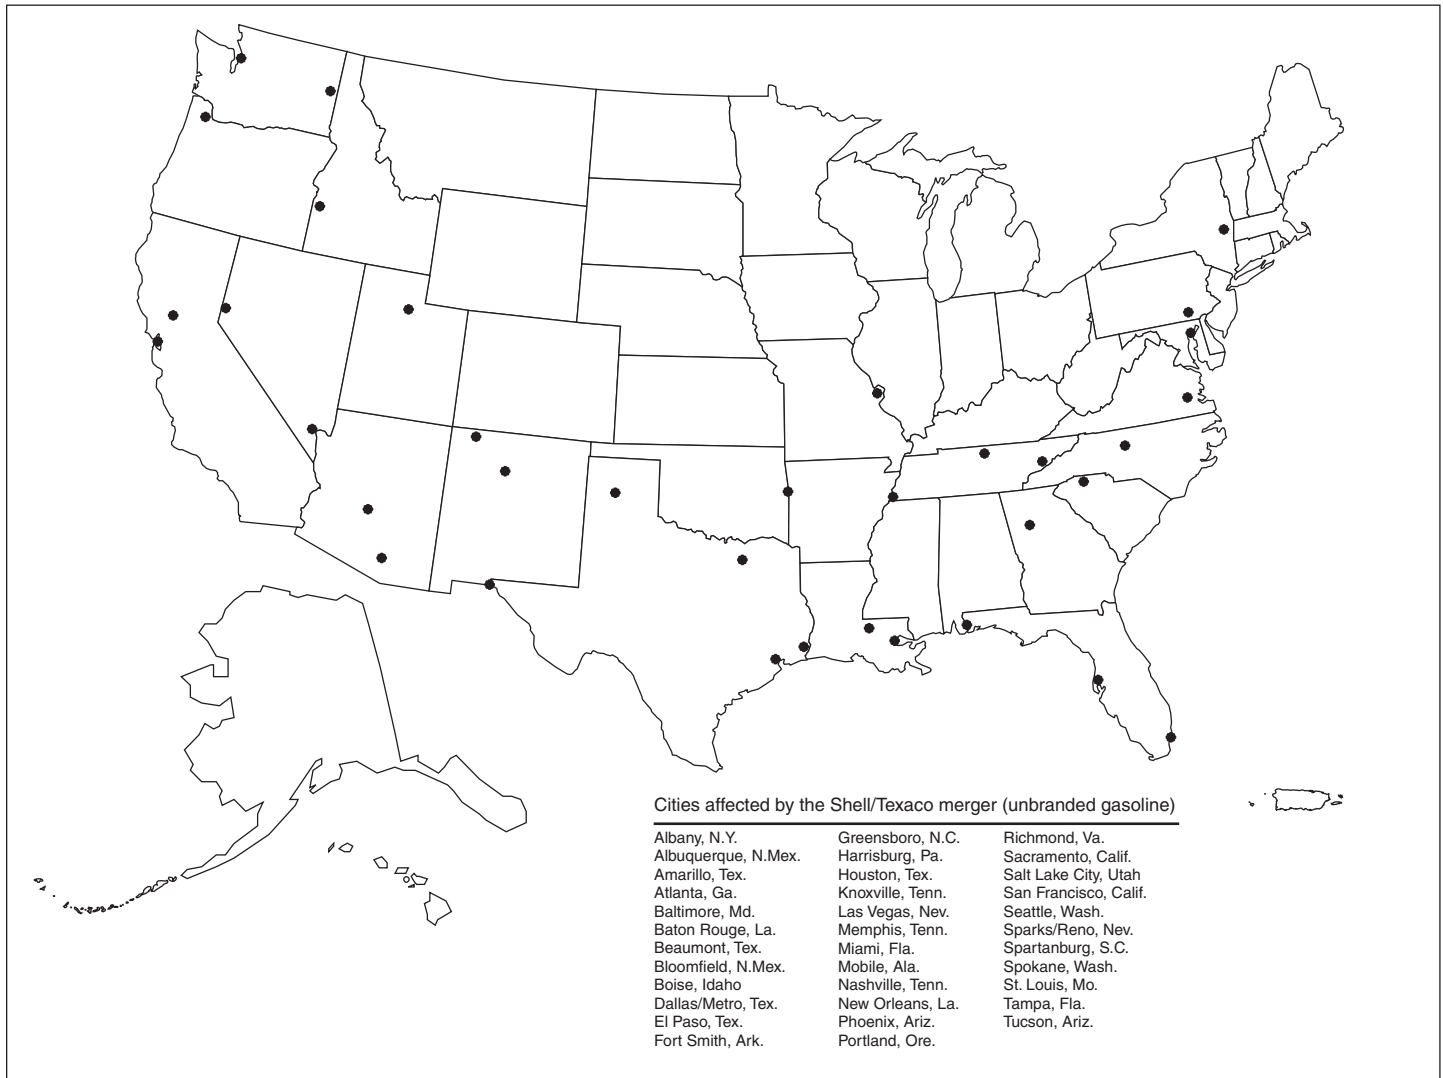 Cities affected by the Shell/Texaco merger (unbranded gasoline)
Albany, N.Y.
Albuquerque, N.Mex.
Amarillo, Tex.
Atlanta, Ga.
Baltimore, Md.
Baton Rouge, La.
Beaumont, Tex.
Bloomfield, N.Mex.
Boise, Idaho
Dallas/Metro, Tex.
El Paso, Tex.
Fort Smith, Ark.
Greensboro, N.C.
Harrisburg, Pa.
Houston, Tex.
Knoxville, Tenn.
Las Vegas, Nev.
Memphis, Tenn.
Miami, Fla.
Mobile, Ala.
Nashville, Tenn.
New Orleans, La.
Phoenix, Ariz.
Portland, Ore.
Richmond, Va.
Sacramento, Calif.
Salt Lake City, Utah
San Francisco, Calif.
Seattle, Wash.
Sparks/Reno, Nev.
Spartanburg, S.C.
Spokane, Wash.
St. Louis, Mo.
Tampa, Fla.
Tucson, Ariz.